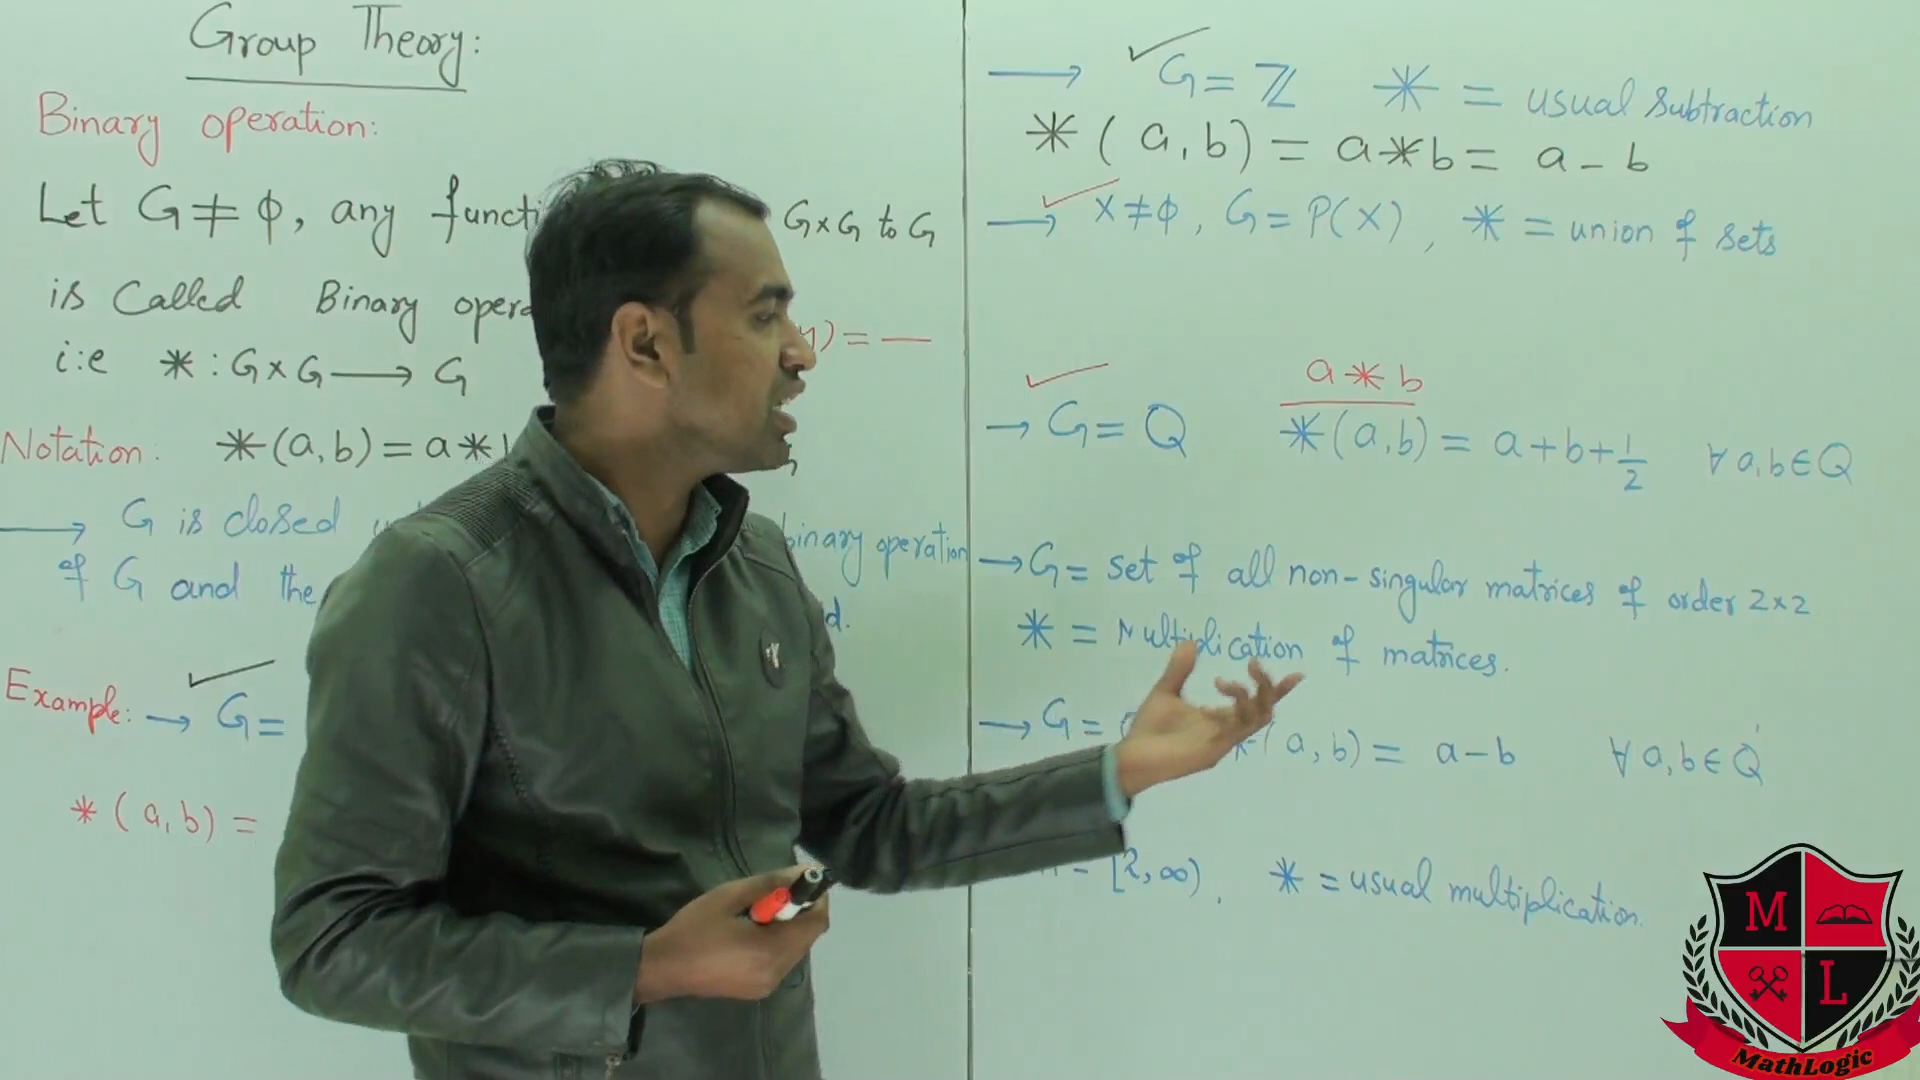 Group Theory:
Binary operation:
Let G ≠ φ, any G×G to G
is Called Binary
i:e * : G×G ⟶ G
Notation: *(a,b) = a*
→ G is closed binary operation
of G and the
Example: → G =
*(a,b) =
→ G = ℤ * = usual subtraction
*(a,b) = a*b = a - b
→ X ≠ φ, G = P(X), * = union of sets
a*b
→ G = Q *(a,b) = a+b+1/2 ∀ a,b ∈ Q
→ G = set of all non-singular matrices of order 2×2
* = Multiplication of matrices.
→ G = (a,b) = a-b ∀ a,b ∈ Q'
[2,∞), * = usual multiplication.
M
L
MathLogic